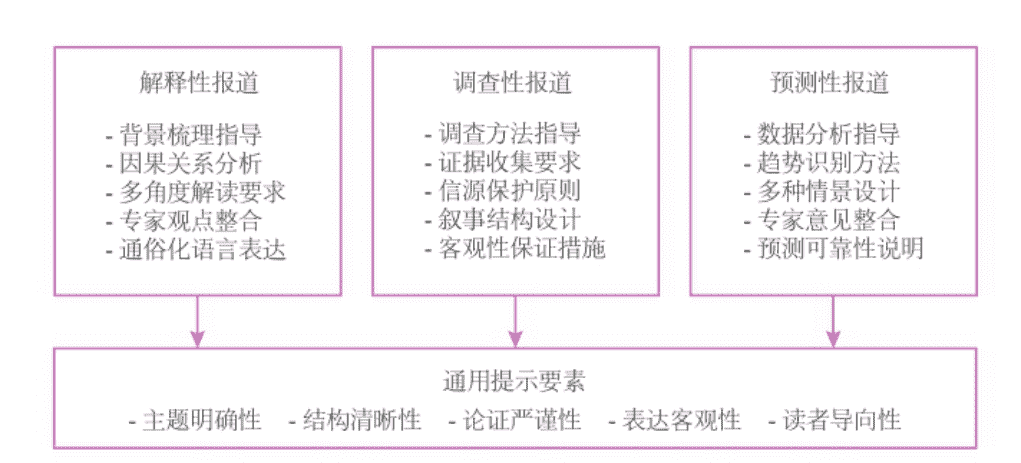 解释性报道
- 背景梳理指导
- 因果关系分析
- 多角度解读要求
- 专家观点整合
- 通俗化语言表达
调查性报道
- 调查方法指导
- 证据收集要求
- 信源保护原则
- 叙事结构设计
- 客观性保证措施
预测性报道
- 数据分析指导
- 趋势识别方法
- 多种情景设计
- 专家意见整合
- 预测可靠性说明
通用提示要素
- 主题明确性 - 结构清晰性 - 论证严谨性 - 表达客观性 - 读者导向性